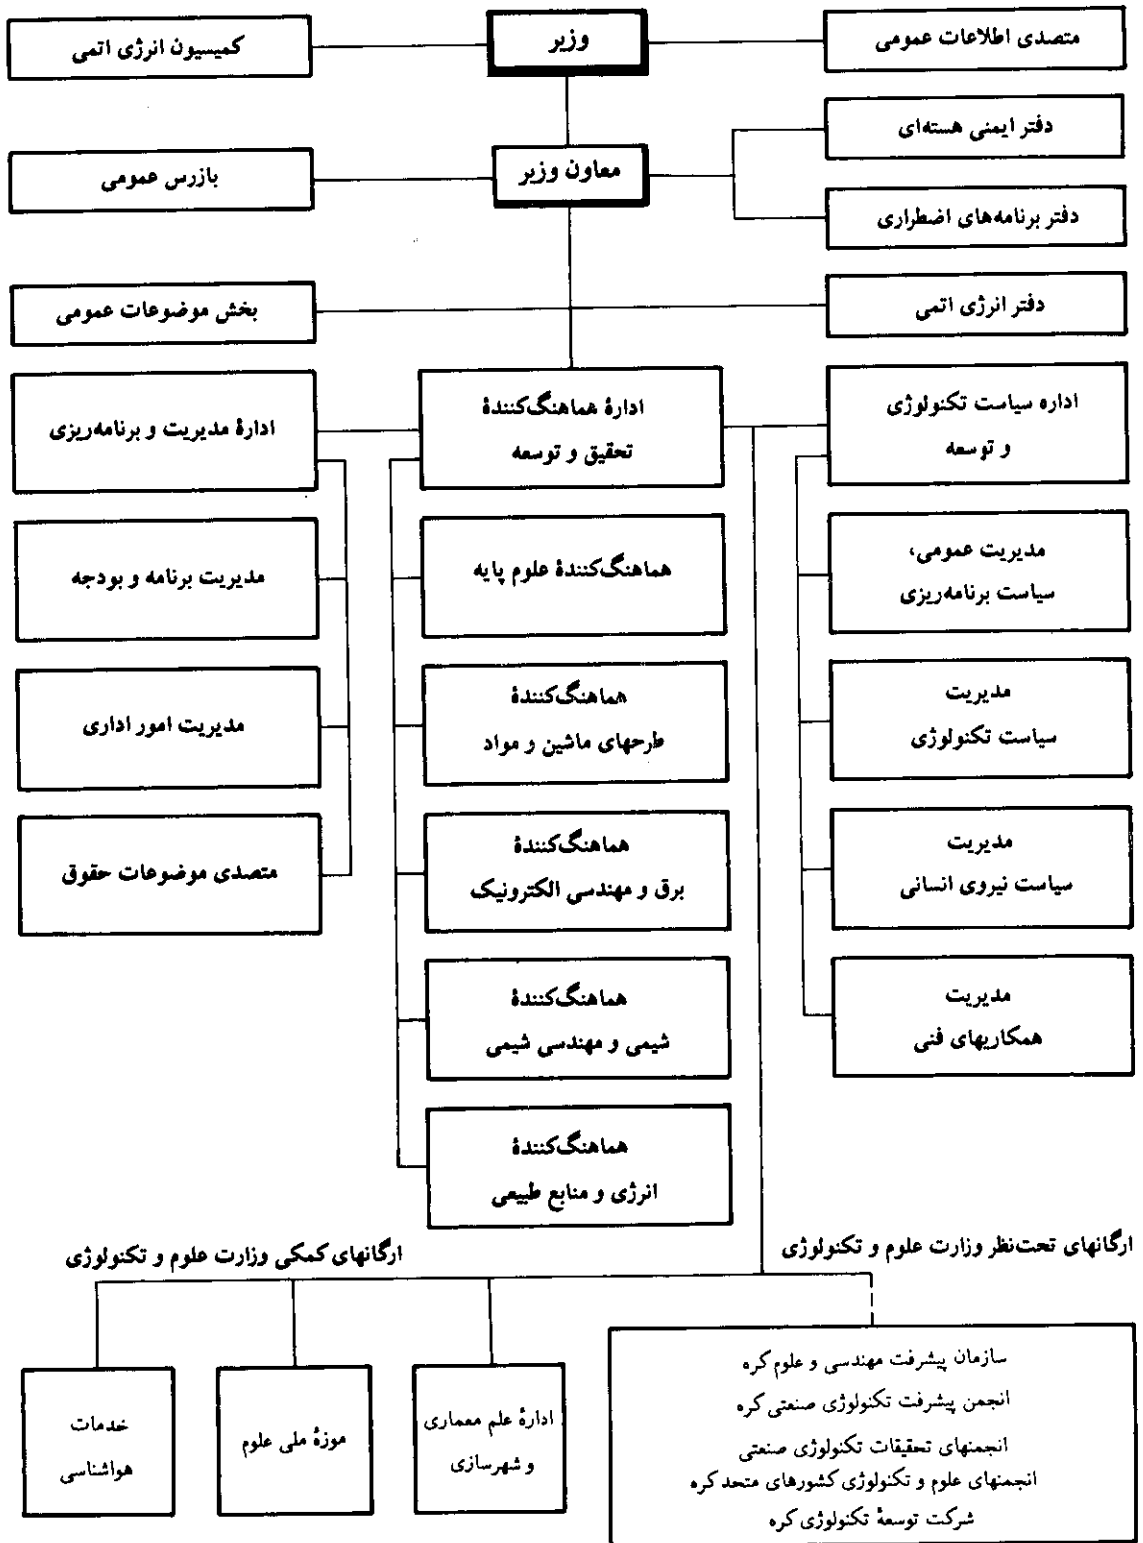 وزیر
متصدی اطلاعات عمومی
کمیسیون انرژی اتمی
دفتر ایمنی هسته‌ای
معاون وزیر
بازرس عمومی
دفتر برنامه‌های اضطراری
دفتر انرژی اتمی
بخش موضوعات عمومی
اداره سیاست تکنولوژی
و توسعه
ادارهٔ هماهنگ‌کنندهٔ
تحقیق و توسعه
ادارهٔ مدیریت و برنامه‌ریزی
مدیریت عمومی،
سیاست برنامه‌ریزی
هماهنگ‌کنندهٔ علوم پایه
مدیریت برنامه و بودجه
مدیریت
سیاست تکنولوژی
هماهنگ‌کنندهٔ
طرحهای ماشین و مواد
مدیریت امور اداری
مدیریت
سیاست نیروی انسانی
هماهنگ‌کنندهٔ
برق و مهندسی الکترونیک
متصدی موضوعات حقوق
مدیریت
همکاریهای فنی
هماهنگ‌کنندهٔ
شیمی و مهندسی شیمی
هماهنگ‌کنندهٔ
انرژی و منابع طبیعی
ارگانهای تحت‌نظر وزارت علوم و تکنولوژی
ارگانهای کمکی وزارت علوم و تکنولوژی
سازمان پیشرفت مهندسی و علوم کره
انجمن پیشرفت تکنولوژی صنعتی کره
انجمنهای تحقیقات تکنولوژی صنعتی
انجمنهای علوم و تکنولوژی کشورهای متحد کره
شرکت توسعهٔ تکنولوژی کره
ادارهٔ علم معماری
و شهرسازی
موزهٔ ملی علوم
خدمات
هواشناسی